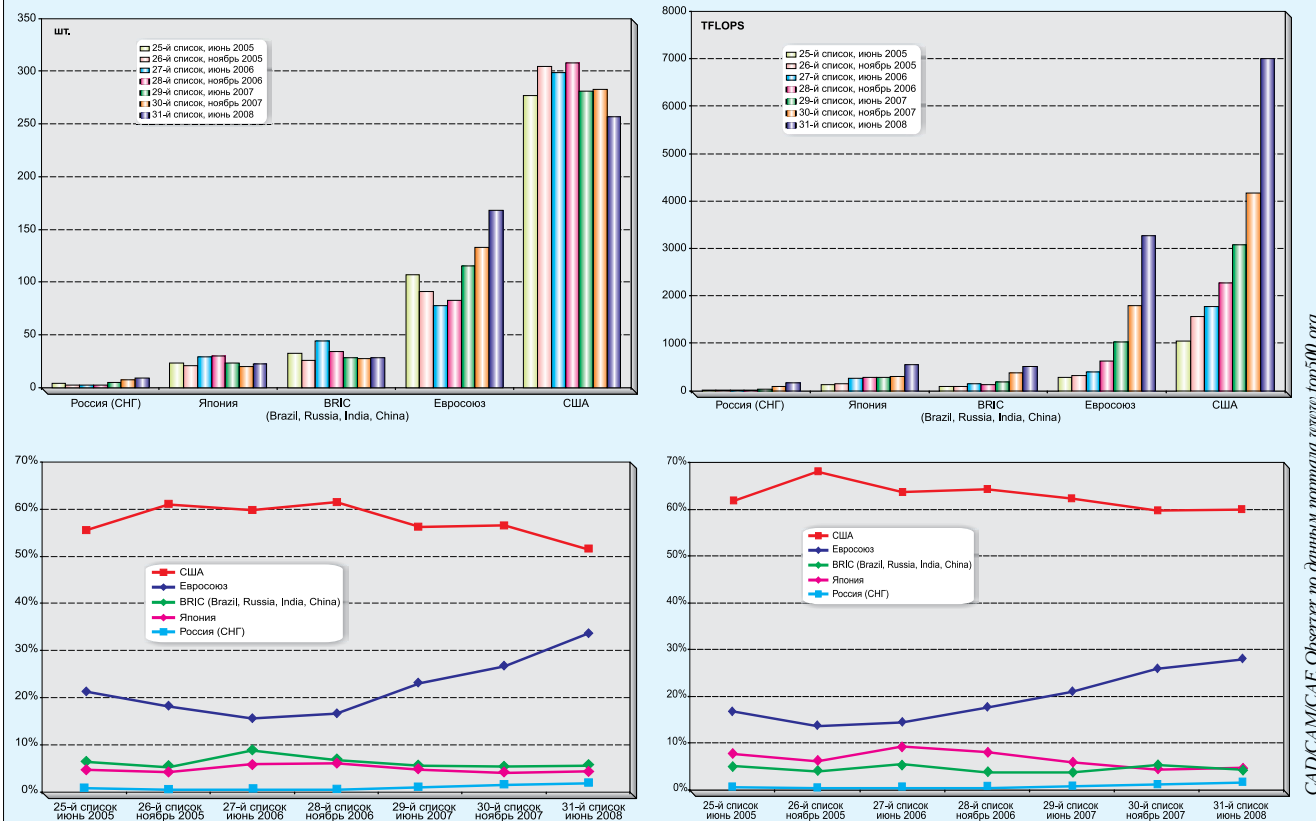 350
300
250
200
150
100
50
0
шт.
25-й список, июнь 2005
26-й список, ноябрь 2005
27-й список, июнь 2006
28-й список, ноябрь 2006
29-й список, июнь 2007
30-й список, ноябрь 2007
31-й список, июнь 2008
Россия (СНГ)
Япония
BRIC
(Brazil, Russia, India, China)
Евросоюз
США
8000
7000
6000
5000
4000
3000
2000
1000
0
TFLOPS
25-й список, июнь 2005
26-й список, ноябрь 2005
27-й список, июнь 2006
28-й список, ноябрь 2006
29-й список, июнь 2007
30-й список, ноябрь 2007
31-й список, июнь 2008
Россия (СНГ)
Япония
BRIC
(Brazil, Russia, India, China)
Евросоюз
США
70%
60%
50%
40%
30%
20%
10%
0%
США
Евросоюз
BRIC (Brazil, Russia, India, China)
Япония
Россия (СНГ)
25-й список
июнь 2005
26-й список
ноябрь 2005
27-й список
июнь 2006
28-й список
ноябрь 2006
29-й список
июнь 2007
30-й список
ноябрь 2007
31-й список
июнь 2008
70%
60%
50%
40%
30%
20%
10%
0%
США
Евросоюз
BRIC (Brazil, Russia, India, China)
Япония
Россия (СНГ)
25-й список
июнь 2005
26-й список
ноябрь 2005
27-й список
июнь 2006
28-й список
ноябрь 2006
29-й список
июнь 2007
30-й список
ноябрь 2007
31-й список
июнь 2008
CAD/CAM/CAE Observer по данным портала www.top500.org